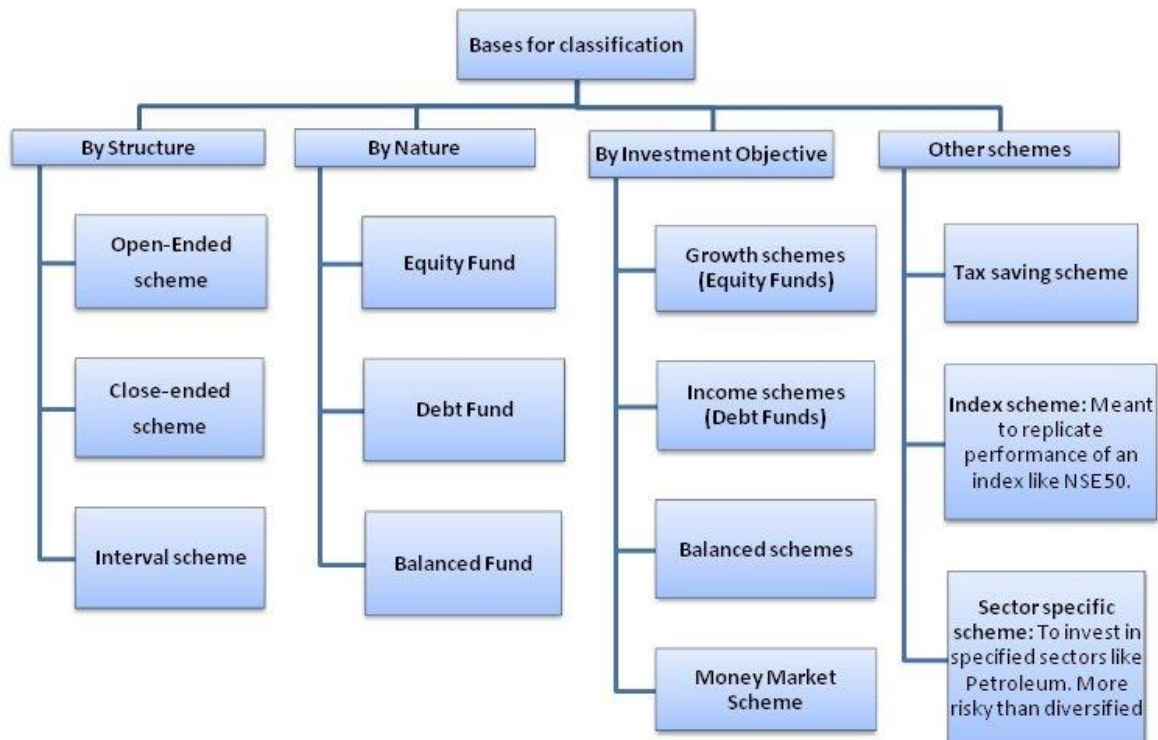 Bases for classification
By Structure
By Nature
By Investment Objective
Other schemes
Open-Ended
scheme
Close-ended
scheme
Interval scheme
Equity Fund
Debt Fund
Balanced Fund
Growth schemes
(Equity Funds)
Income schemes
(Debt Funds)
Balanced schemes
Money Market
Scheme
Tax saving scheme
Index scheme: Meant
to replicate
performance of an
index like NSE50.
Sector specific
scheme: To invest in
specified sectors like
Petroleum. More
risky than diversified